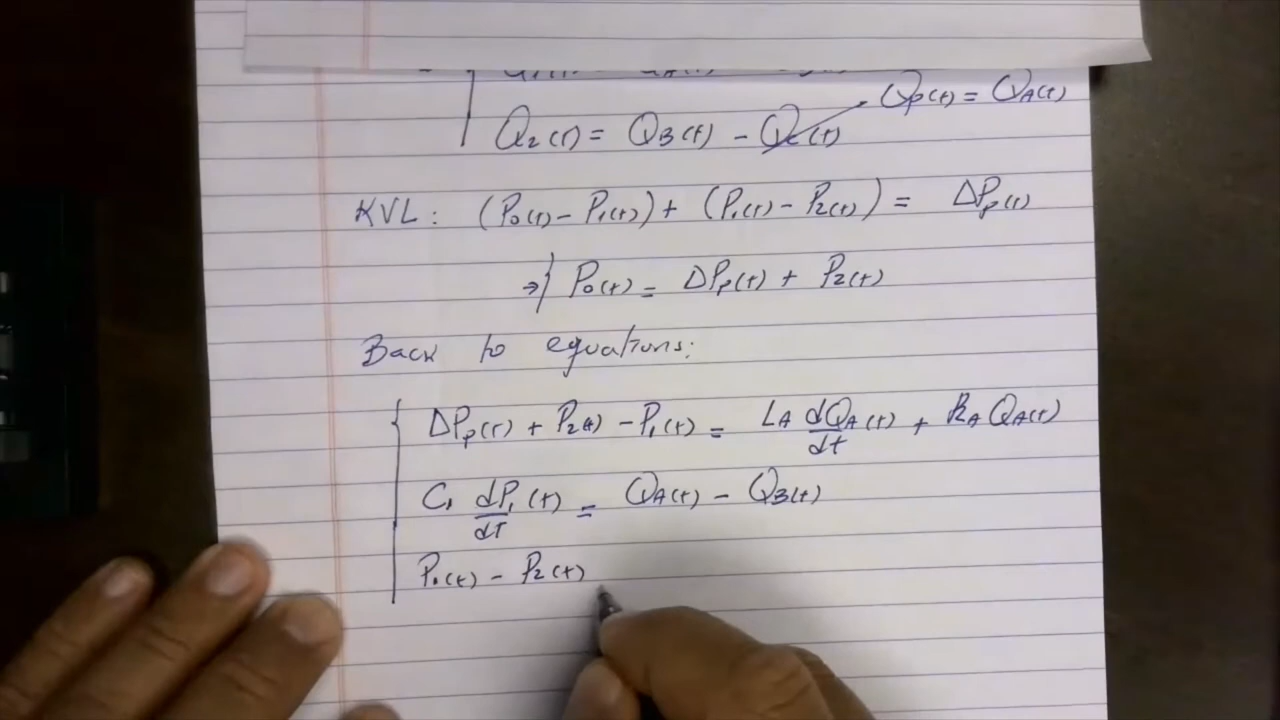 Qp(t) = QA(t)
Q2(t) = QB(t) - Qc(t)
KVL: (P0(t) - P1(t)) + (P1(t) - P2(t)) = ΔPp(t)
⇒ } P0(t) = ΔPp(t) + P2(t)
Back to equations:
ΔPp(t) + P2(t) - P1(t) = LA dQA(t)/dt + RA QA(t)
C1 dP1(t)/dt = QA(t) - QB(t)
P1(t) - P2(t)